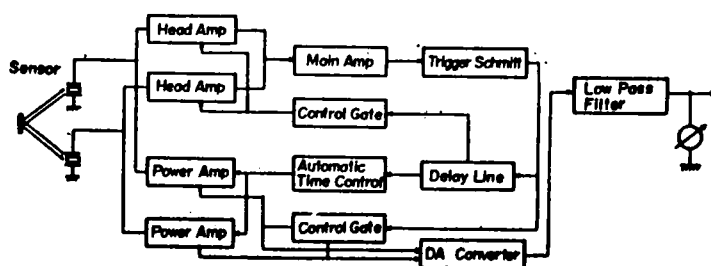 Head Amp
Sensor
Head Amp
Main Amp
Trigger Schmitt
Low Pass
Filter
Control Gate
Power Amp
Automatic
Time Control
Delay Line
Power Amp
Control Gate
DA Converter